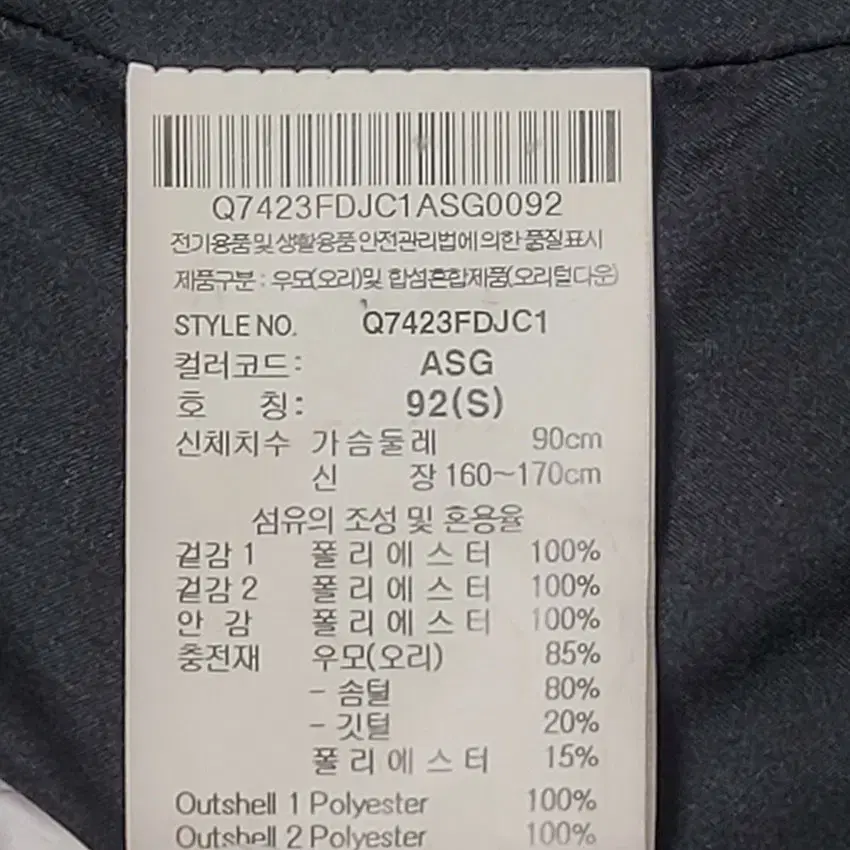 Q7423FDJC1ASG0092
전기용품및생활용품 안전관리법에 의한 품질표시
제품구분 : 우모(오리)및 합섬혼합제품(오리털다운)
STYLE NO. Q7423FDJC1
컬러코드: ASG
호 칭: 92(S)
신체치수 가슴둘레 90cm
신 장 160~170cm
섬유의 조성 및 혼용율
겉감 1 폴리에스터 100%
겉감 2 폴리에스터 100%
안 감 폴리에스터 100%
충전재 우모(오리) 85%
- 솜털 80%
- 깃털 20%
폴리에스터 15%
Outshell 1 Polyester 100%
Outshell 2 Polyester 100%